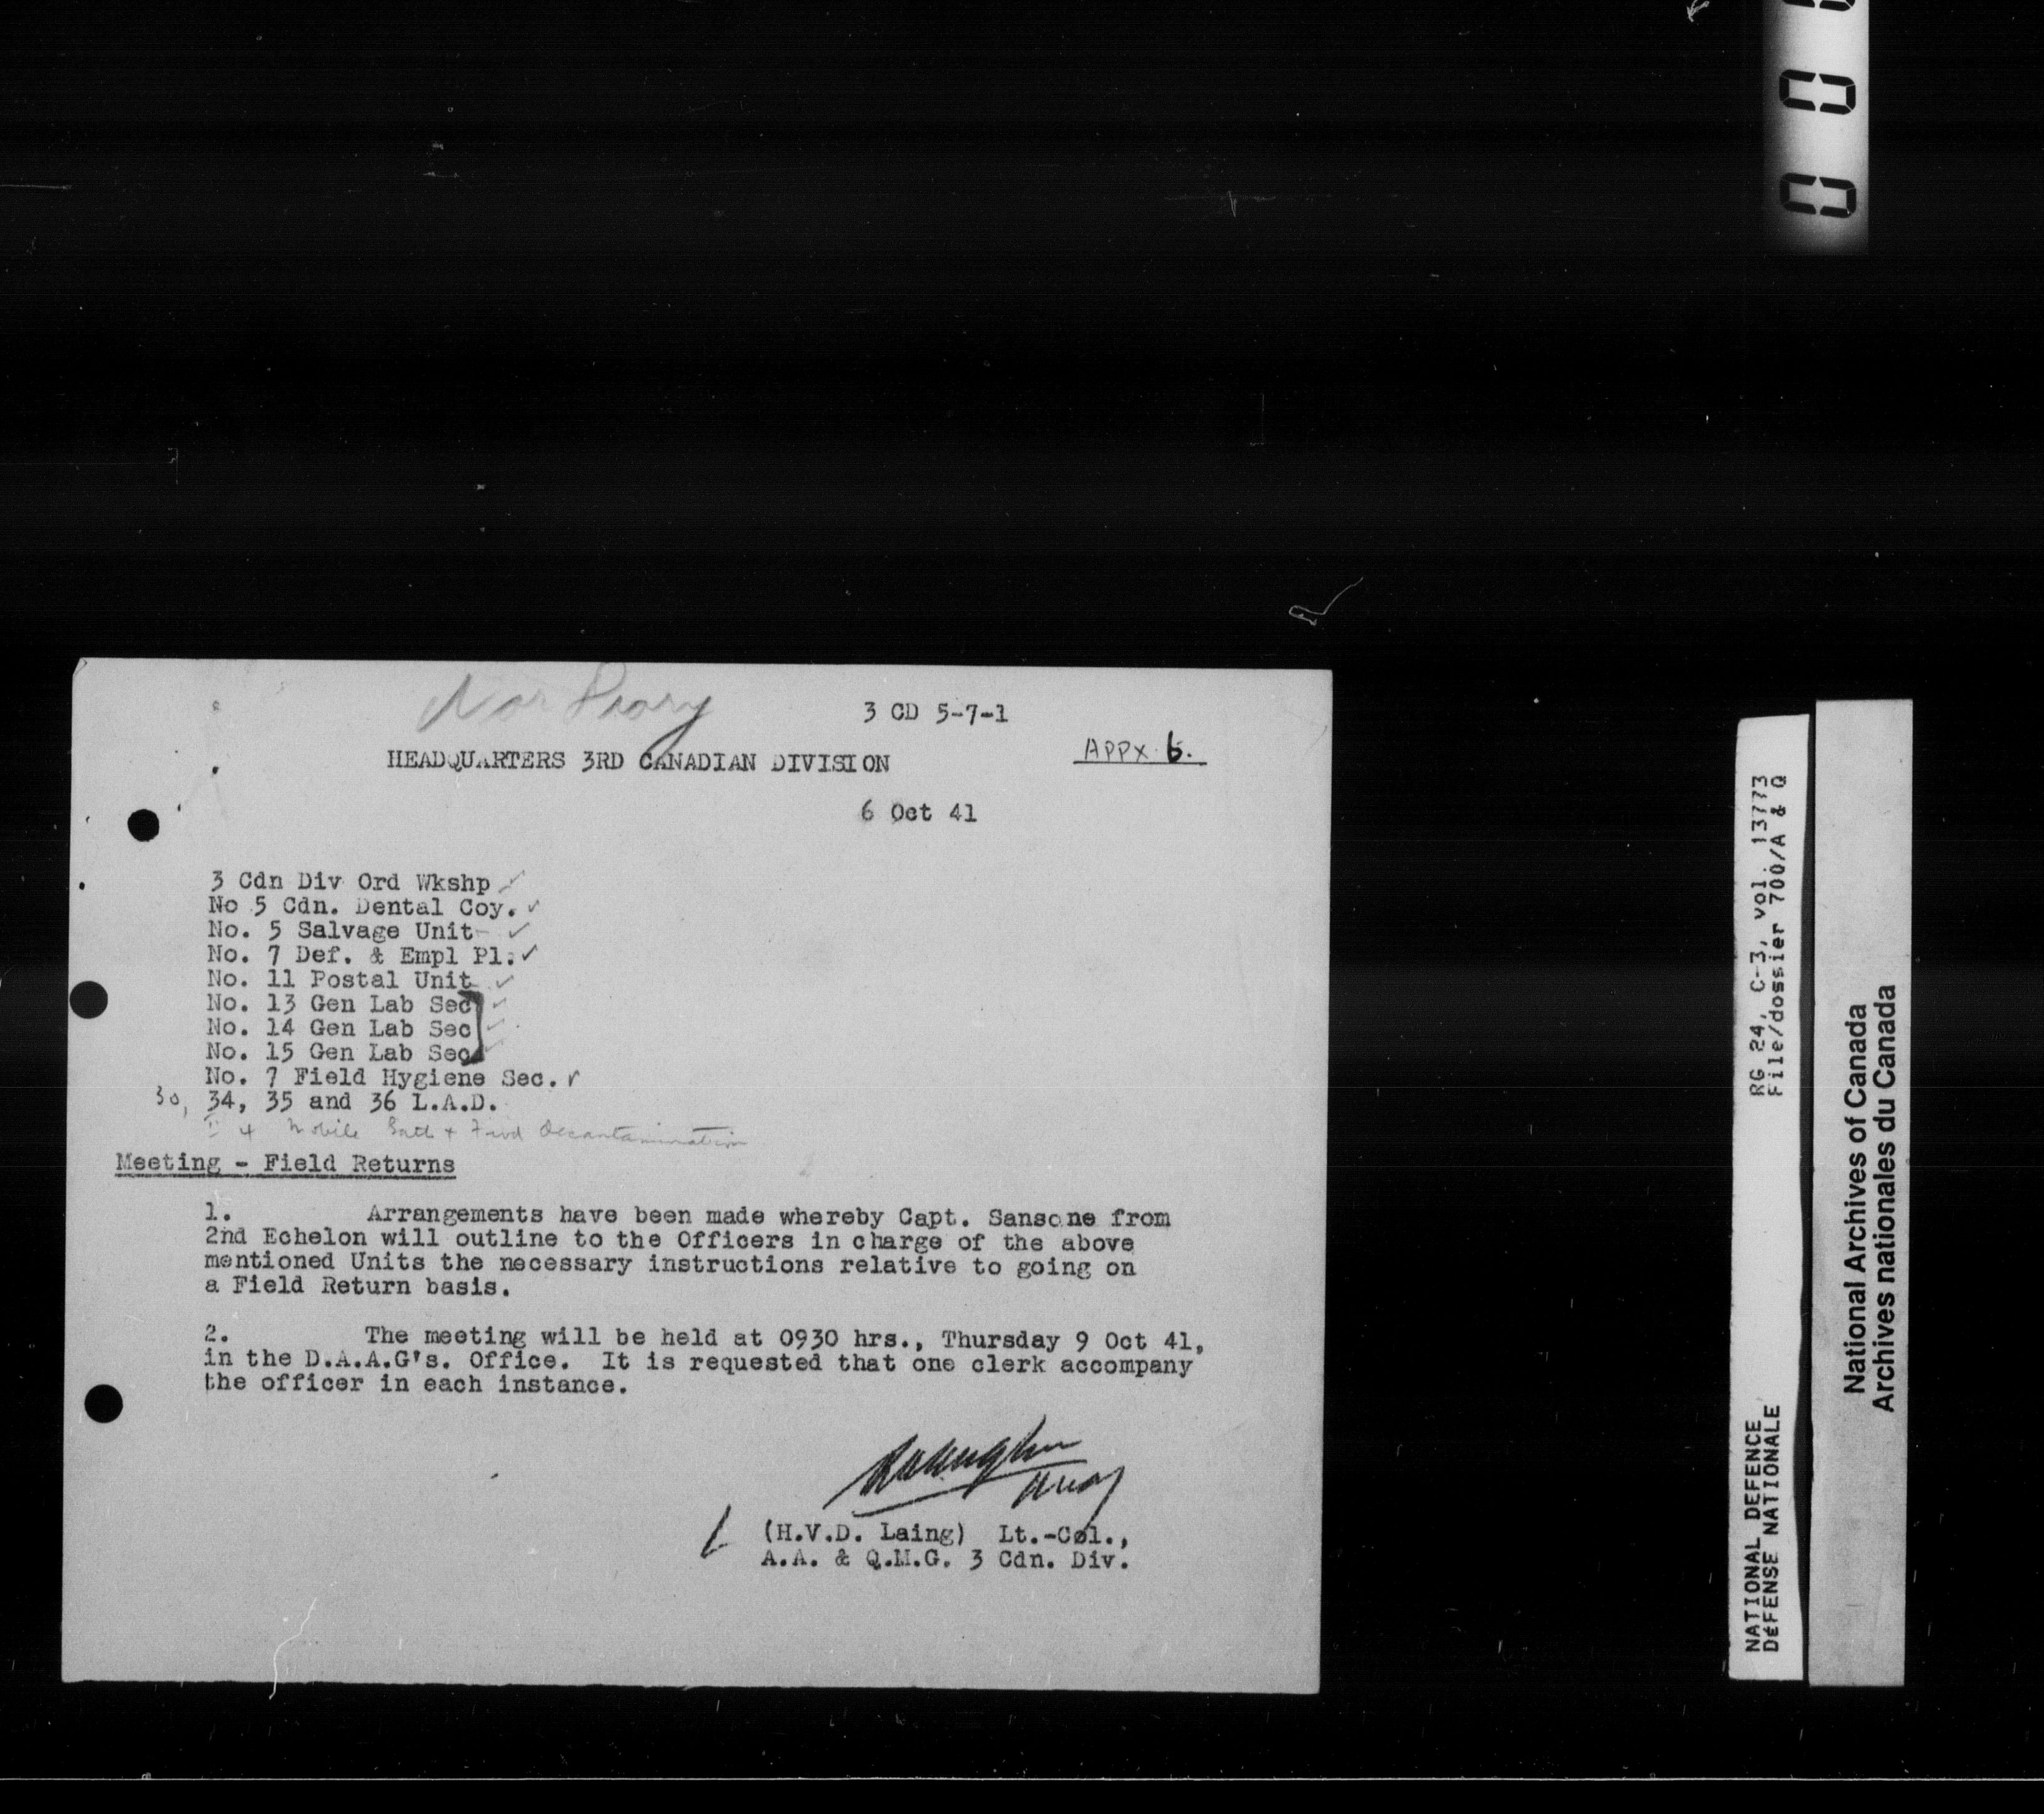 War Diary
3 CD 5-7-1
HEADQUARTERS 3RD CANADIAN DIVISION
APPX 6.
6 Oct 41
3 Cdn Div Ord Wkshp ✓
No 5 Cdn. Dental Coy. ✓
No. 5 Salvage Unit ✓
No. 7 Def. & Empl Pl. ✓
No. 11 Postal Unit ✓
No. 13 Gen Lab Sec ✓
No. 14 Gen Lab Sec ✓
No. 15 Gen Lab Sec ✓
No. 7 Field Hygiene Sec. ✓
30, 34, 35 and 36 L.A.D.
4 Mobile Bath + Decontamination
Meeting - Field Returns
1. Arrangements have been made whereby Capt. Sansone from
2nd Echelon will outline to the Officers in charge of the above
mentioned Units the necessary instructions relative to going on
a Field Return basis.
2. The meeting will be held at 0930 hrs., Thursday 9 Oct 41,
in the D.A.A.G's. Office. It is requested that one clerk accompany
the officer in each instance.
(H.V.D. Laing) Lt.-Col.,
A.A. & Q.M.G. 3 Cdn. Div.
RG 24, C-3, vol. 13773
File/dossier 700/A & Q
NATIONAL DEFENCE
DÉFENSE NATIONALE
National Archives of Canada
Archives nationales du Canada